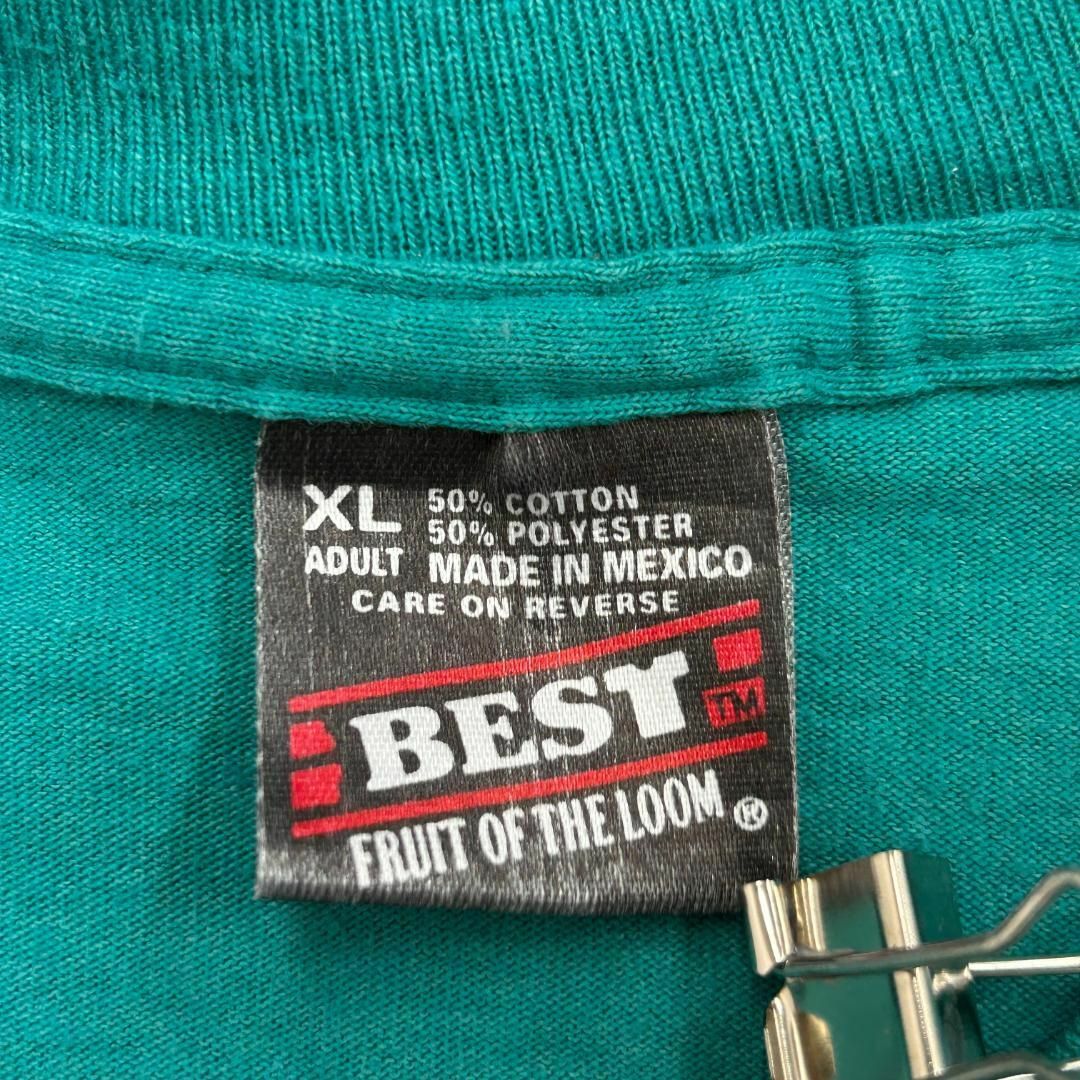 XL 50% COTTON
50% POLYESTER
ADULT MADE IN MEXICO
CARE ON REVERSE
BEST TM
FRUIT OF THE LOOM ®